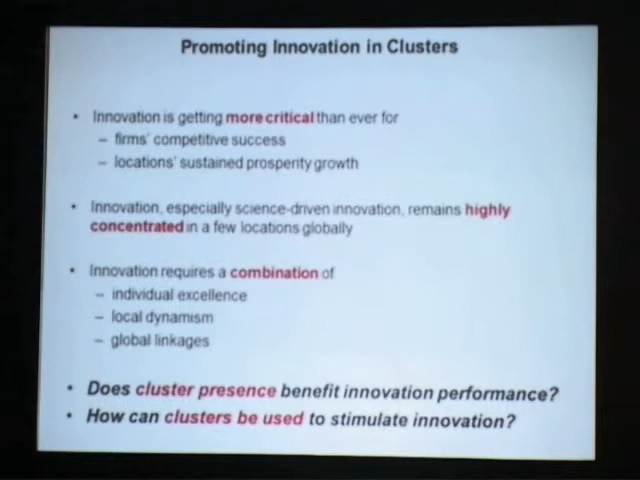 Promoting Innovation in Clusters
• Innovation is getting more critical than ever for
– firms' competitive success
– locations' sustained prosperity growth
• Innovation, especially science-driven innovation, remains highly
concentrated in a few locations globally
• Innovation requires a combination of
– individual excellence
– local dynamism
– global linkages
• Does cluster presence benefit innovation performance?
• How can clusters be used to stimulate innovation?